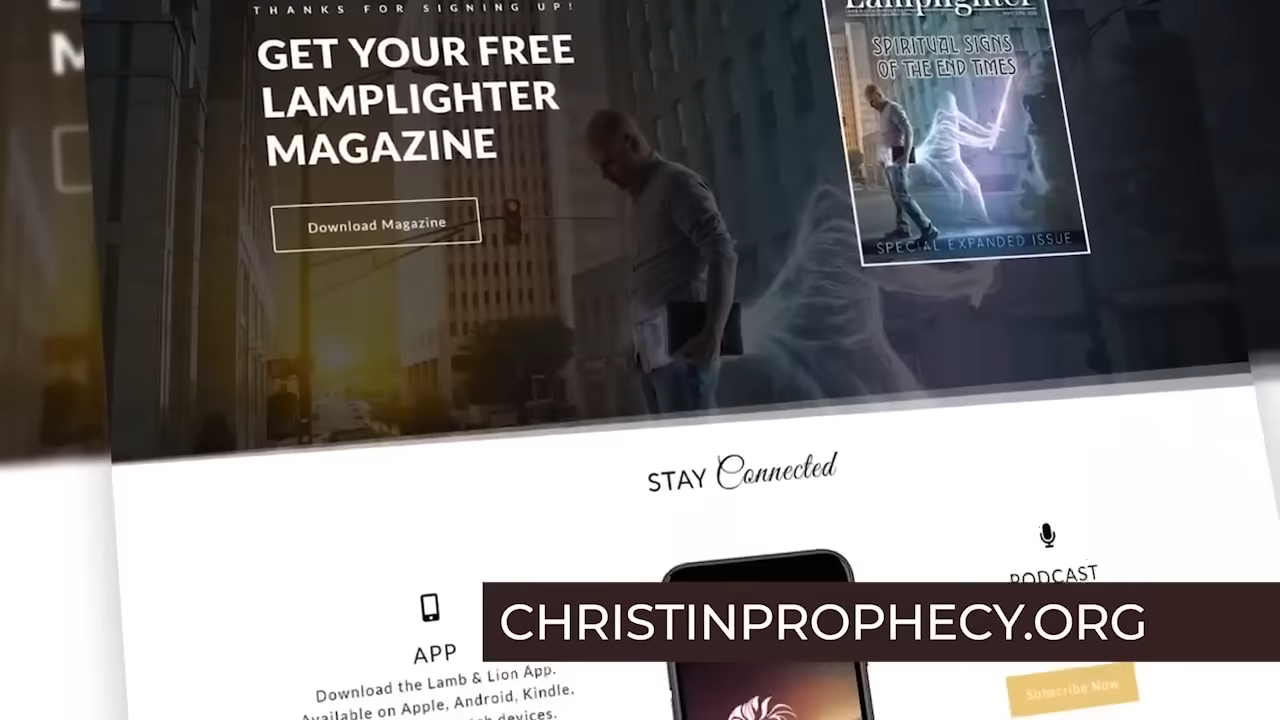 THANKS FOR SIGNING UP!
GET YOUR FREE
LAMPLIGHTER
MAGAZINE
Download Magazine
Lamplighter
SPIRITUAL SIGNS
OF THE END TIMES
SPECIAL EXPANDED ISSUE
STAY Connected
PODCAST
CHRISTINPROPHECY.ORG
APP
Download the Lamb & Lion App.
Available on Apple, Android, Kindle,
devices.
Subscribe Now